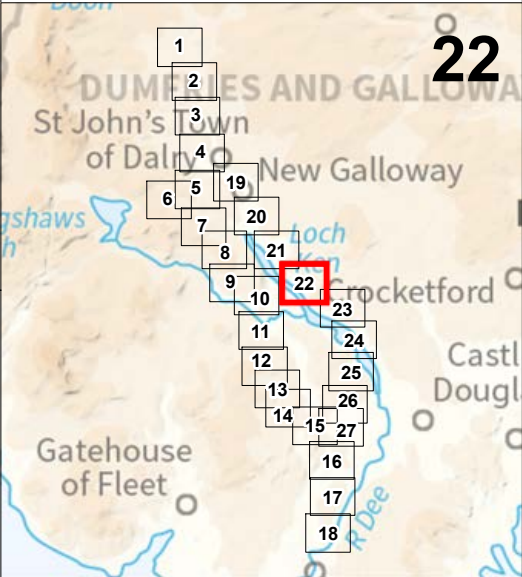 Doon
1
22
2
DUMFRIES AND GALLOWA
3
St John's Town
of Dalry
4
New Galloway
19
5
6
20
gshaws
h
7
Loch
Ken
21
8
9
22
Crocketford
10
23
11
24
Castl
Dougl
12
25
13
26
14
15
27
Gatehouse
of Fleet
16
17
R Dee
18